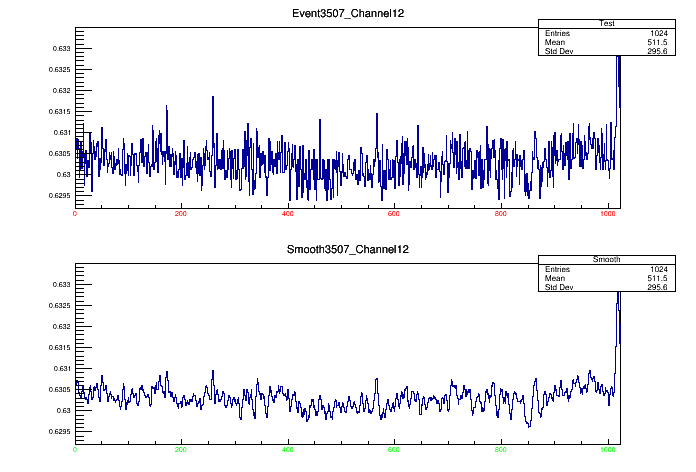 Event3507_Channel12
Test
Entries 1024
Mean 511.5
Std Dev 295.6
0.633
0.6325
0.632
0.6315
0.631
0.6305
0.63
0.6295
0 200 400 600 800 1000
Smooth3507_Channel12
Smooth
Entries 1024
Mean 511.5
Std Dev 295.6
0.633
0.6325
0.632
0.6315
0.631
0.6305
0.63
0.6295
0 200 400 600 800 1000